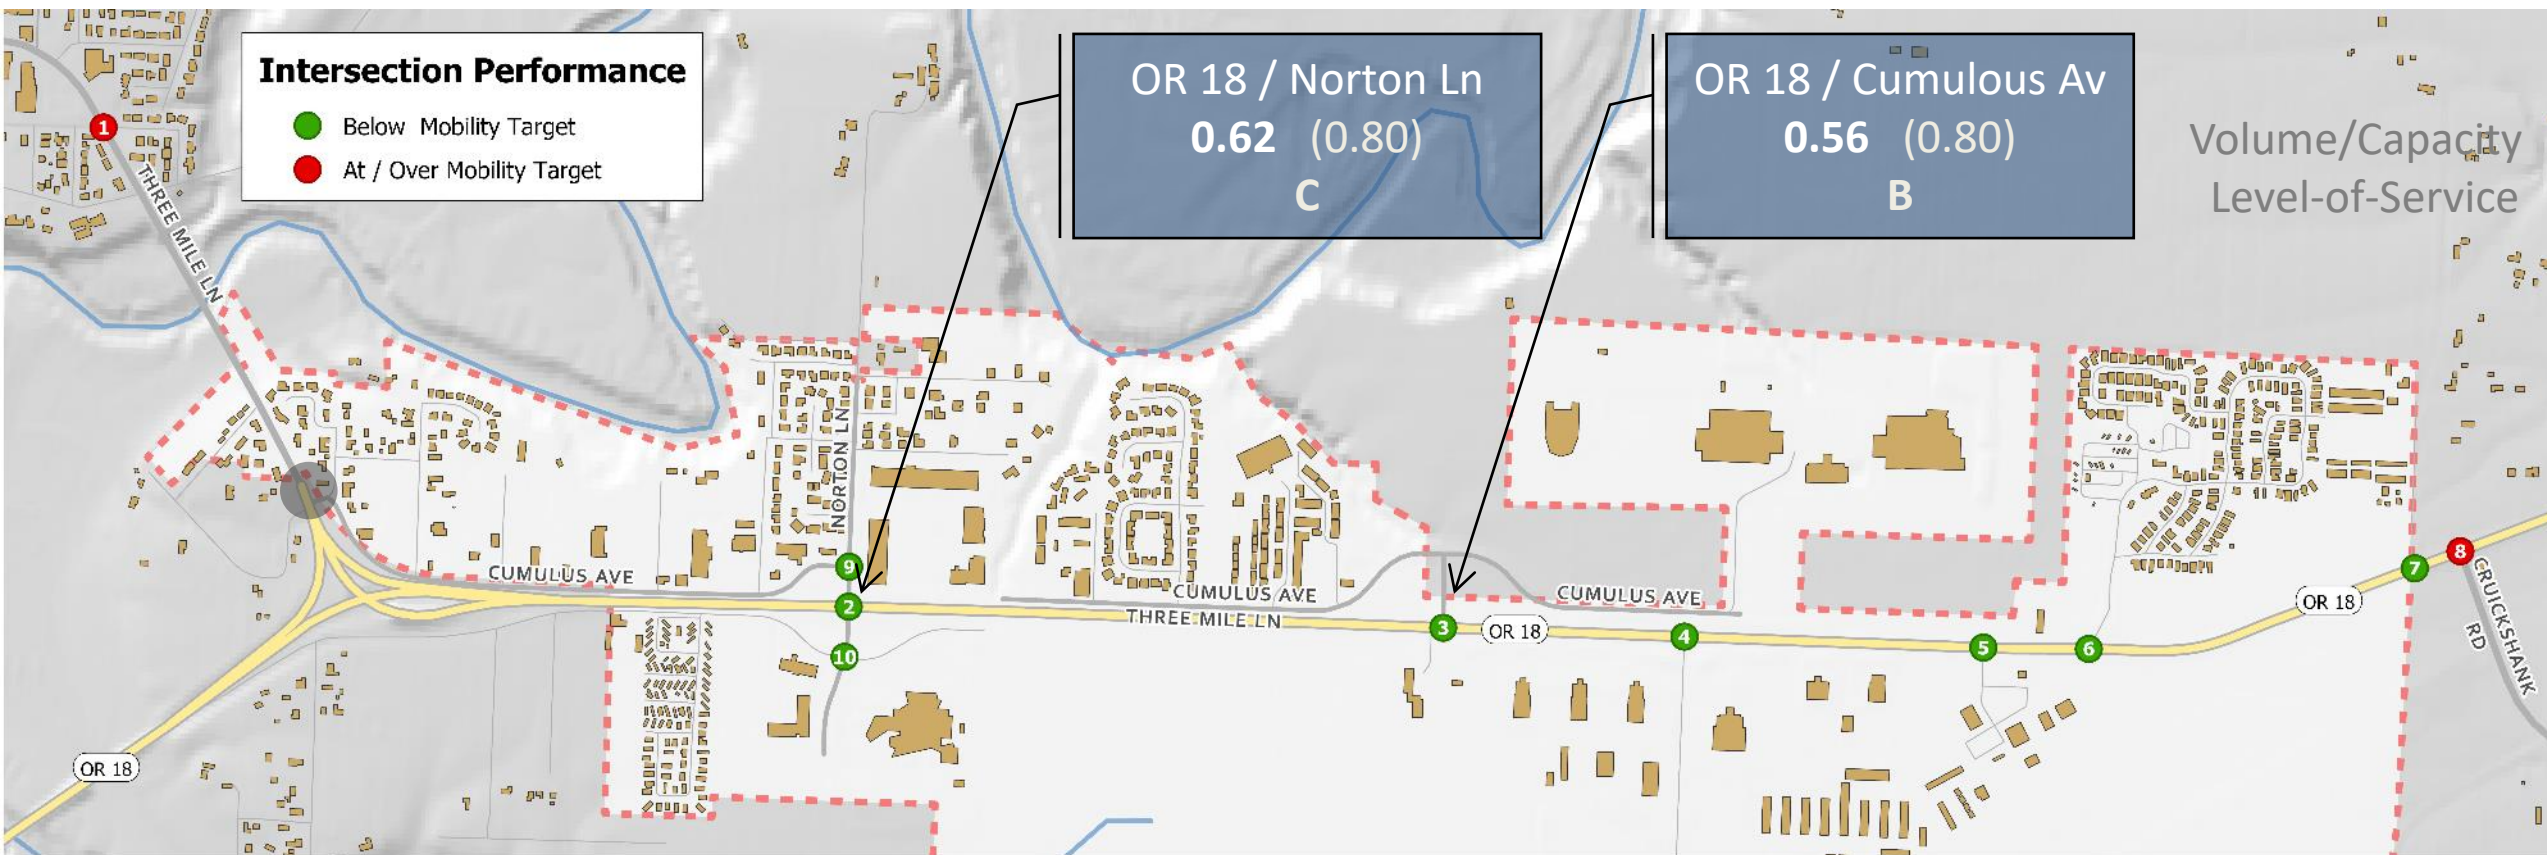 Intersection Performance
Below Mobility Target
At / Over Mobility Target
OR 18 / Norton Ln
0.62 (0.80)
C
OR 18 / Cumulous Av
0.56 (0.80)
B
Volume/Capacity
Level-of-Service
1
THREE MILE LN
NORTON LN
CUMULUS AVE
9
2
10
CUMULUS AVE
THREE MILE LN
3
OR 18
CUMULUS AVE
4
5
6
OR 18
7
8
CRUICKSHANK
RD
OR 18